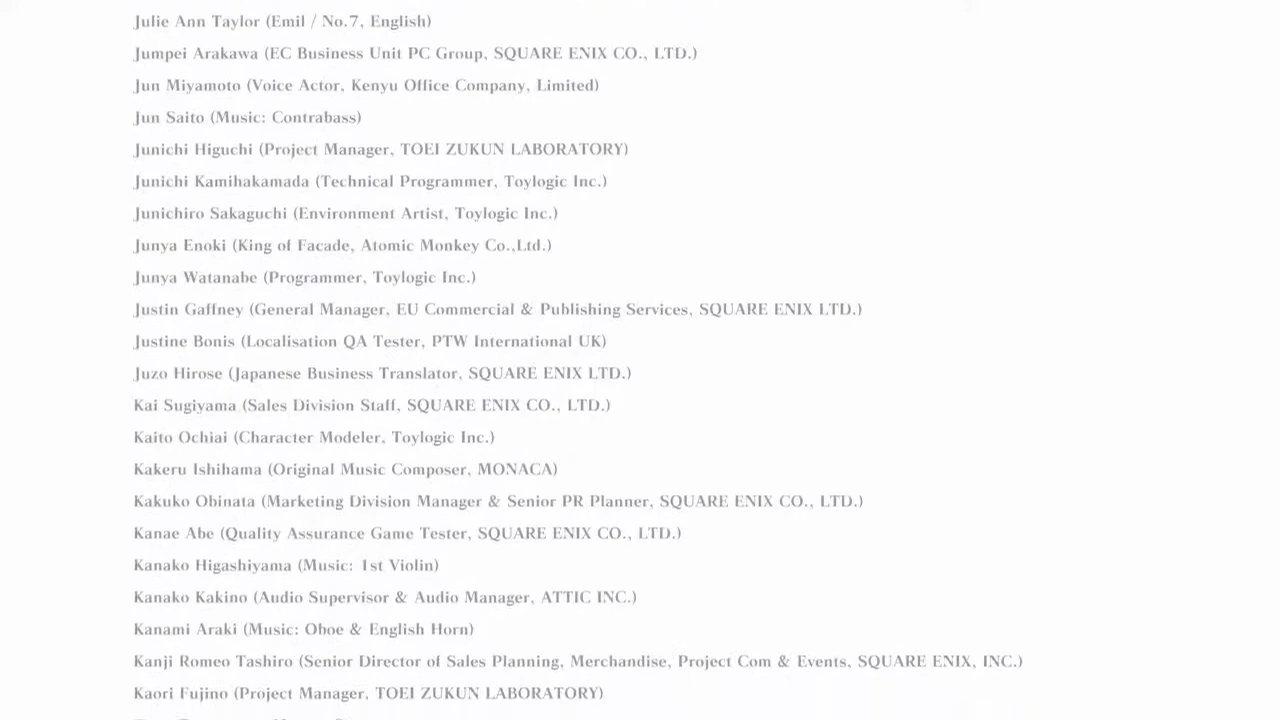 Julie Ann Taylor (Emil / No.7, English)
Jumpei Arakawa (EC Business Unit PC Group, SQUARE ENIX CO., LTD.)
Jun Miyamoto (Voice Actor, Kenyu Office Company, Limited)
Jun Saito (Music: Contrabass)
Junichi Higuchi (Project Manager, TOEI ZUKUN LABORATORY)
Junichi Kamihakamada (Technical Programmer, Toylogic Inc.)
Junichiro Sakaguchi (Environment Artist, Toylogic Inc.)
Junya Enoki (King of Facade, Atomic Monkey Co.,Ltd.)
Junya Watanabe (Programmer, Toylogic Inc.)
Justin Gaffney (General Manager, EU Commercial & Publishing Services, SQUARE ENIX LTD.)
Justine Bonis (Localisation QA Tester, PTW International UK)
Juzo Hirose (Japanese Business Translator, SQUARE ENIX LTD.)
Kai Sugiyama (Sales Division Staff, SQUARE ENIX CO., LTD.)
Kaito Ochiai (Character Modeler, Toylogic Inc.)
Kakeru Ishihama (Original Music Composer, MONACA)
Kakuko Obinata (Marketing Division Manager & Senior PR Planner, SQUARE ENIX CO., LTD.)
Kanae Abe (Quality Assurance Game Tester, SQUARE ENIX CO., LTD.)
Kanako Higashiyama (Music: 1st Violin)
Kanako Kakino (Audio Supervisor & Audio Manager, ATTIC INC.)
Kanami Araki (Music: Oboe & English Horn)
Kanji Romeo Tashiro (Senior Director of Sales Planning, Merchandise, Project Com & Events, SQUARE ENIX, INC.)
Kaori Fujino (Project Manager, TOEI ZUKUN LABORATORY)